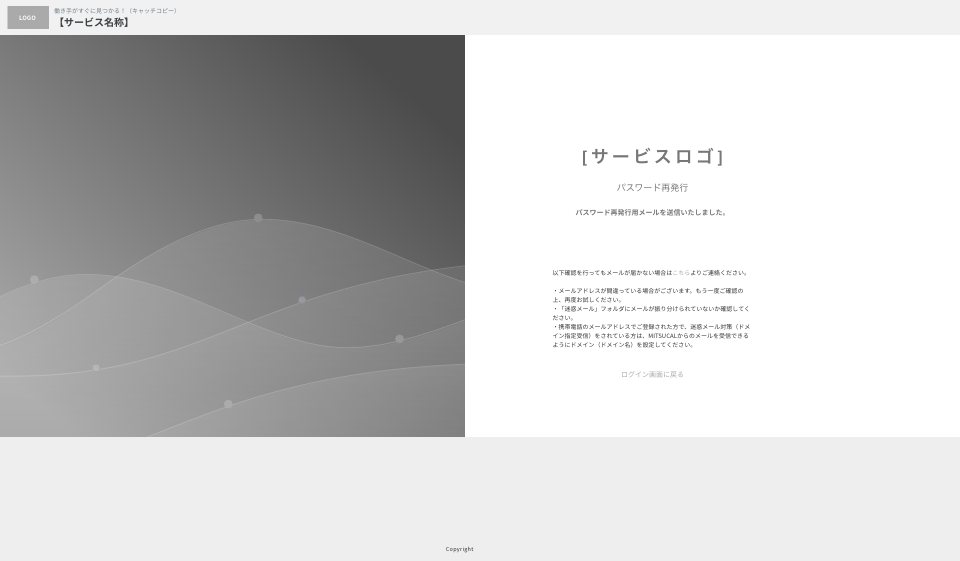 LOGO
働き手がすぐに見つかる！（キャッチコピー）
【サービス名称】
[サービスロゴ]
パスワード再発行
パスワード再発行用メールを送信いたしました。
以下確認を行ってもメールが届かない場合はこちらよりご連絡ください。
・メールアドレスが間違っている場合がございます。もう一度ご確認の
上、再度お試しください。
・「迷惑メール」フォルダにメールが振り分けられていないか確認してく
ださい。
・携帯電話のメールアドレスでご登録された方で、迷惑メール対策（ドメ
イン指定受信）をされている方は、MITSUCALからのメールを受信できる
ようにドメイン（ドメイン名）を設定してください。
ログイン画面に戻る
Copyright